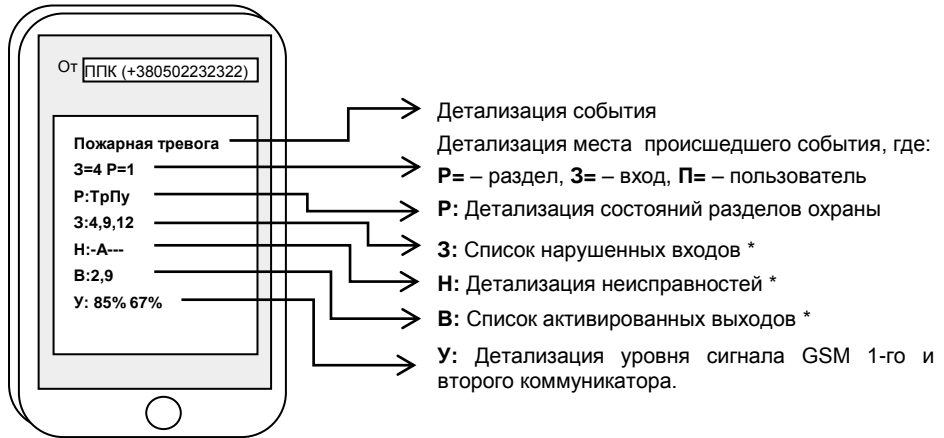 От ППК (+380502232322)
Пожарная тревога
З=4 Р=1
Р:ТрПу
З:4,9,12
Н:-А---
В:2,9
У: 85% 67%
Детализация события
Детализация места происшедшего события, где:
Р= – раздел, З= – вход, П= – пользователь
Р: Детализация состояний разделов охраны
З: Список нарушенных входов *
Н: Детализация неисправностей *
В: Список активированных выходов *
У: Детализация уровня сигнала GSM 1-го и
второго коммуникатора.